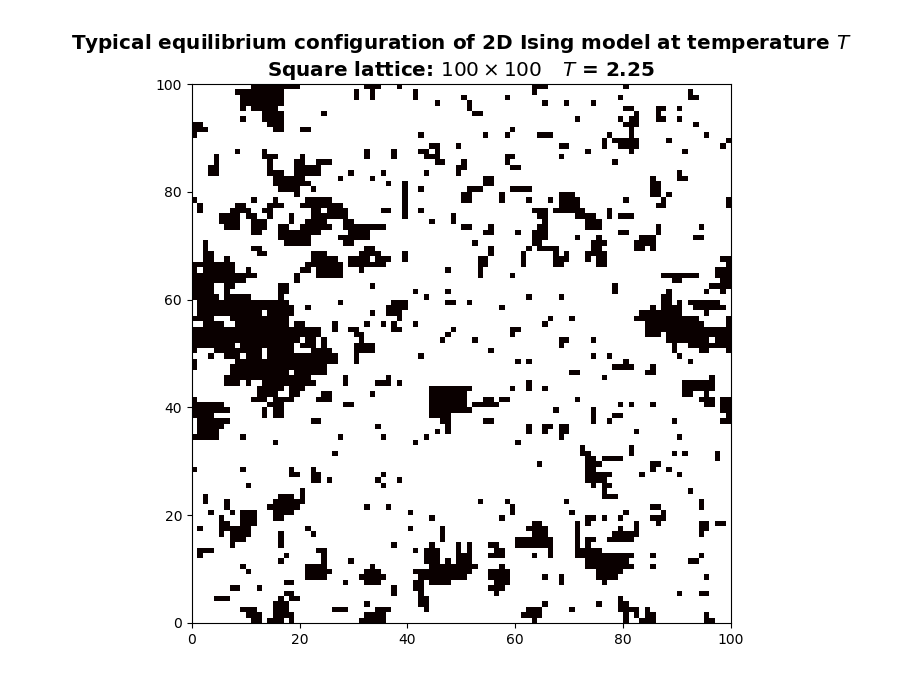 Typical equilibrium configuration of 2D Ising model at temperature T
Square lattice: 100 × 100 T = 2.25
100
80
60
40
20
0
0 20 40 60 80 100